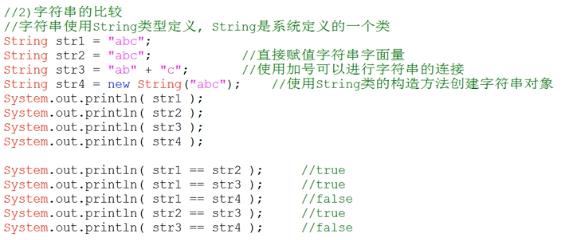 //2)字符串的比较
//字符串使用String类型定义, String是系统定义的一个类
String str1 = "abc";
String str2 = "abc"; //直接赋值字符串字面量
String str3 = "ab" + "c"; //使用加号可以进行字符串的连接
String str4 = new String("abc"); //使用String类的构造方法创建字符串对象
System.out.println( str1 );
System.out.println( str2 );
System.out.println( str3 );
System.out.println( str4 );
System.out.println( str1 == str2 ); //true
System.out.println( str1 == str3 ); //true
System.out.println( str1 == str4 ); //false
System.out.println( str2 == str3 ); //true
System.out.println( str3 == str4 ); //false